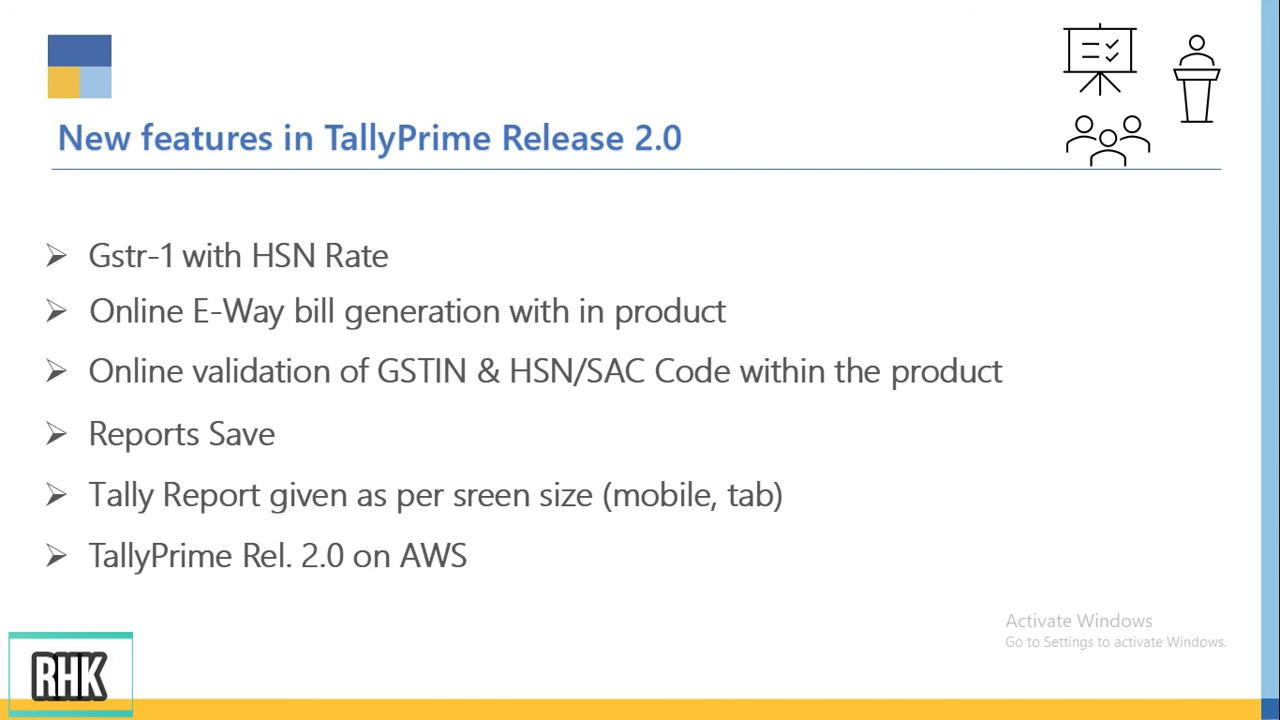 New features in TallyPrime Release 2.0
Gstr-1 with HSN Rate
Online E-Way bill generation with in product
Online validation of GSTIN & HSN/SAC Code within the product
Reports Save
Tally Report given as per sreen size (mobile, tab)
TallyPrime Rel. 2.0 on AWS
Activate Windows
Go to Settings to activate Windows.
RHK